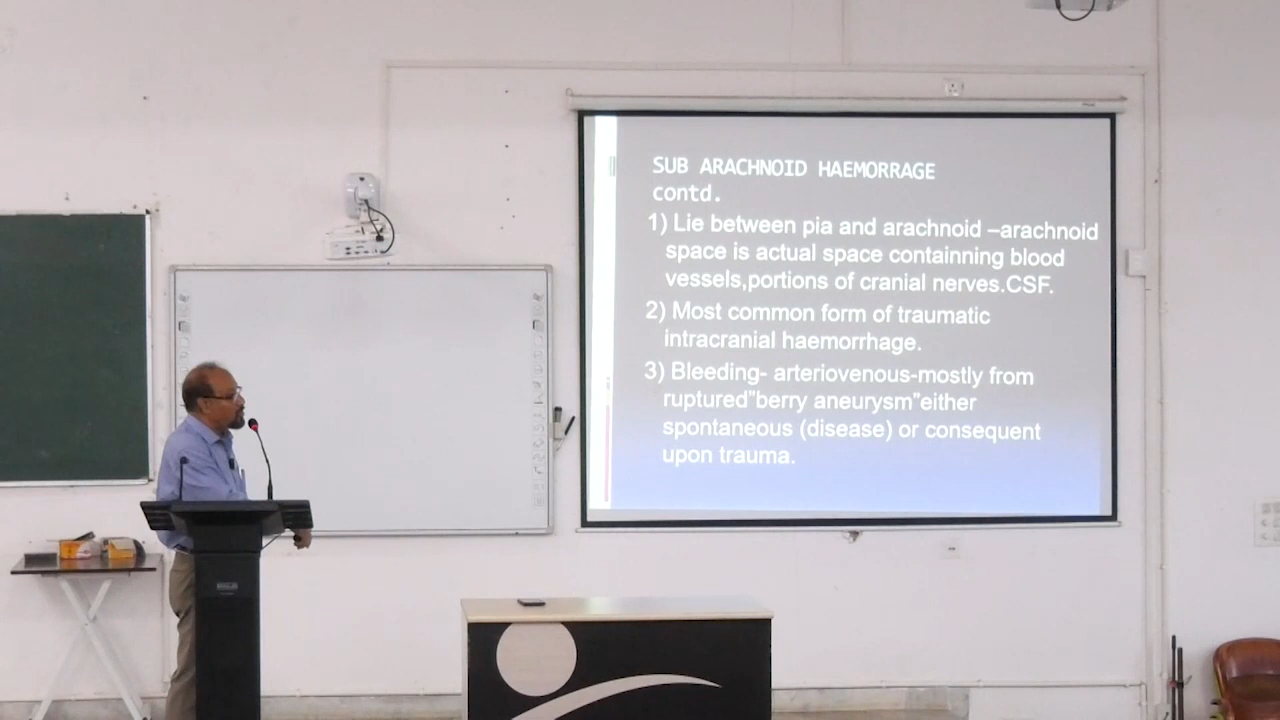 SUB ARACHNOID HAEMORRAGE
contd.
1) Lie between pia and arachnoid –arachnoid
space is actual space containning blood
vessels,portions of cranial nerves.CSF.
2) Most common form of traumatic
intracranial haemorrhage.
3) Bleeding- arteriovenous-mostly from
ruptured"berry aneurysm"either
spontaneous (disease) or consequent
upon trauma.